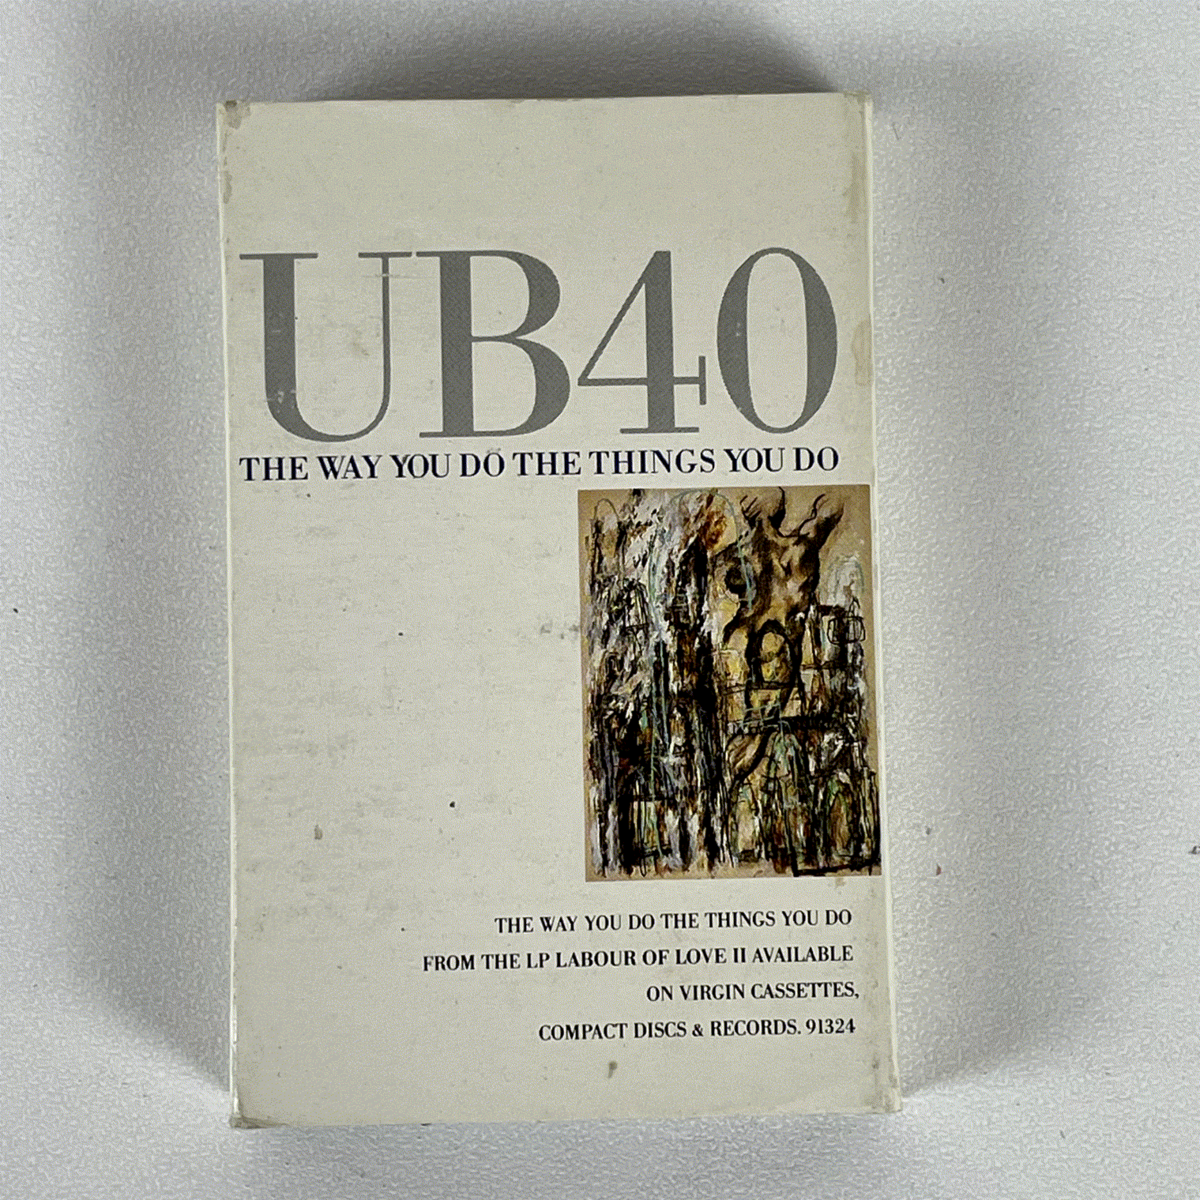 UB40
THE WAY YOU DO THE THINGS YOU DO
THE WAY YOU DO THE THINGS YOU DO
FROM THE LP LABOUR OF LOVE II AVAILABLE
ON VIRGIN CASSETTES,
COMPACT DISCS & RECORDS. 91324